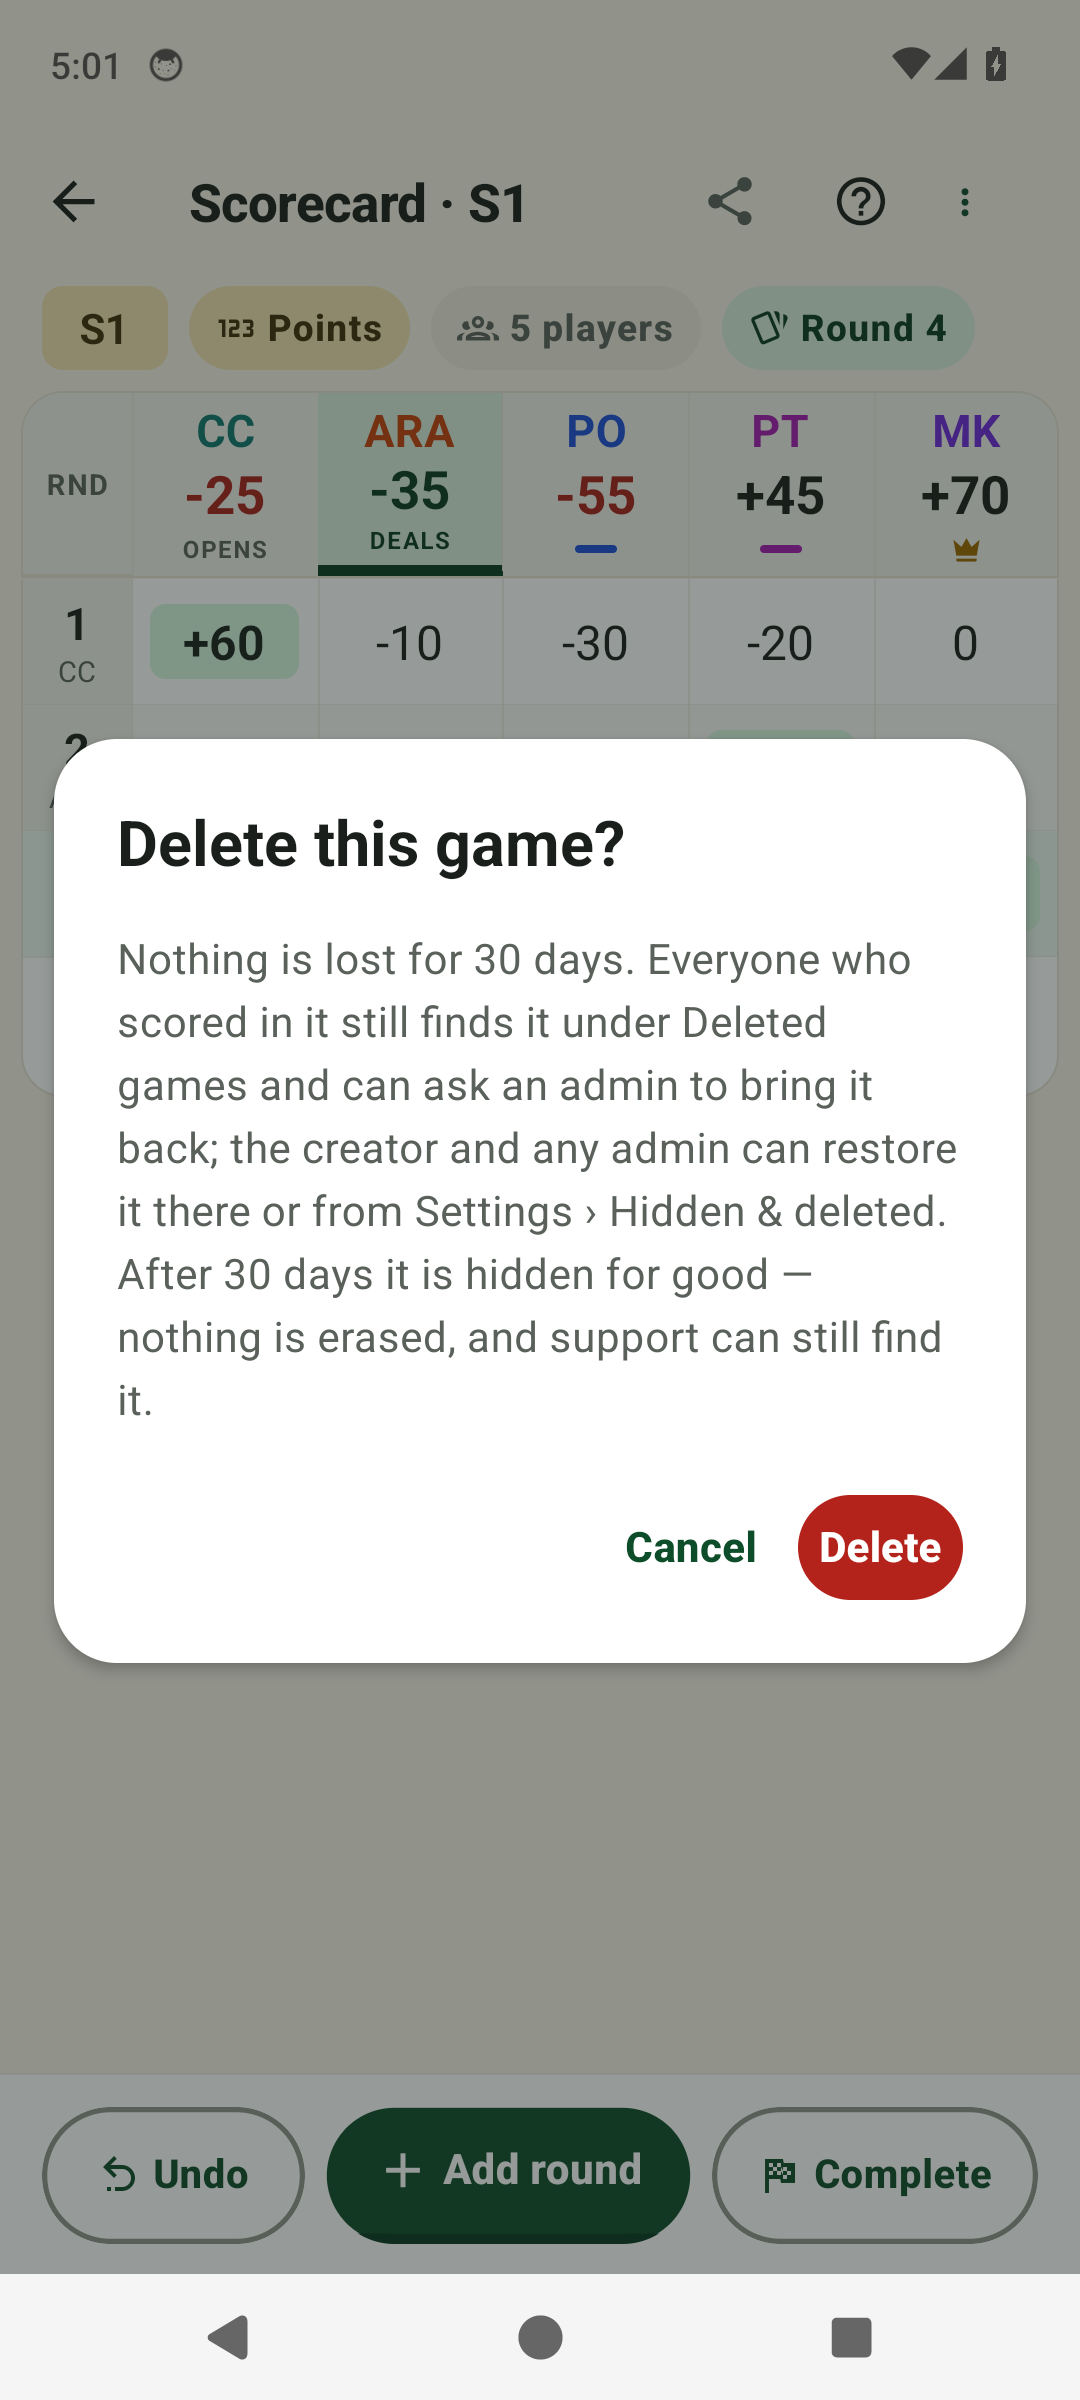 5:01
Scorecard · S1
S1
123 Points
5 players
Round 4
RND
CC
-25
OPENS
ARA
-35
DEALS
PO
-55
PT
+45
MK
+70
1
CC
+60
-10
-30
-20
0
2
Delete this game?
Nothing is lost for 30 days. Everyone who
scored in it still finds it under Deleted
games and can ask an admin to bring it
back; the creator and any admin can restore
it there or from Settings › Hidden & deleted.
After 30 days it is hidden for good —
nothing is erased, and support can still find
it.
Cancel
Delete
Undo
+ Add round
Complete